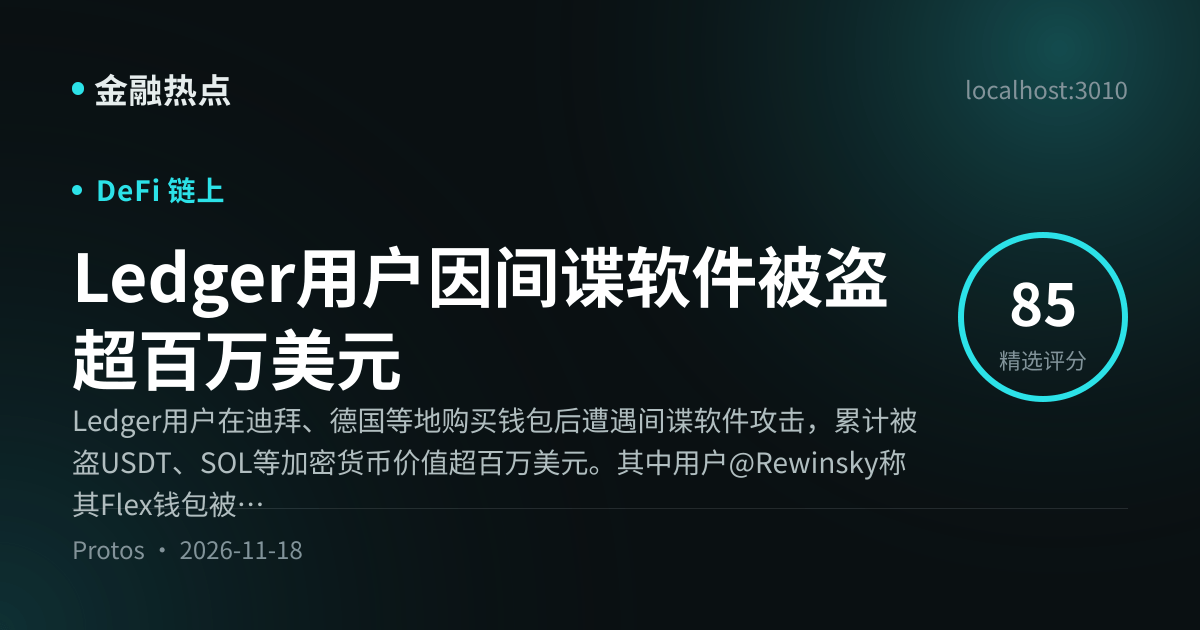 金融热点
localhost:3010
DeFi 链上
Ledger用户因间谍软件被盗
超百万美元
85
精选评分
Ledger用户在迪拜、德国等地购买钱包后遭遇间谍软件攻击，累计被
盗USDT、SOL等加密货币价值超百万美元。其中用户@Rewinsky称
其Flex钱包被…
Protos · 2026-11-18